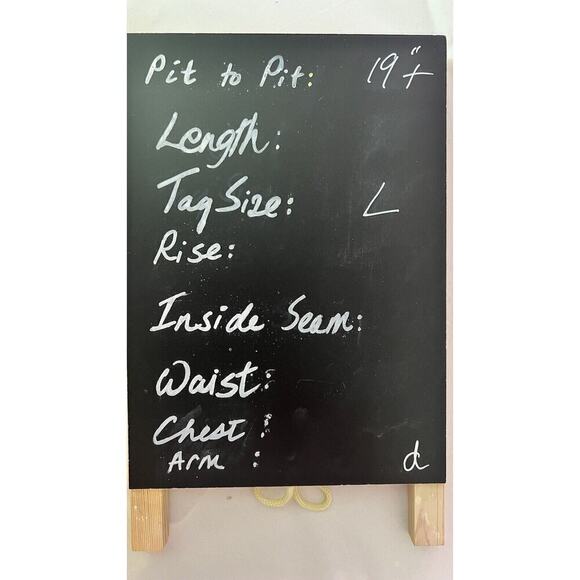 Pit to Pit: 19"+
Length:
Tag Size: L
Rise:
Inside Seam:
Waist:
Chest:
Arm:
d